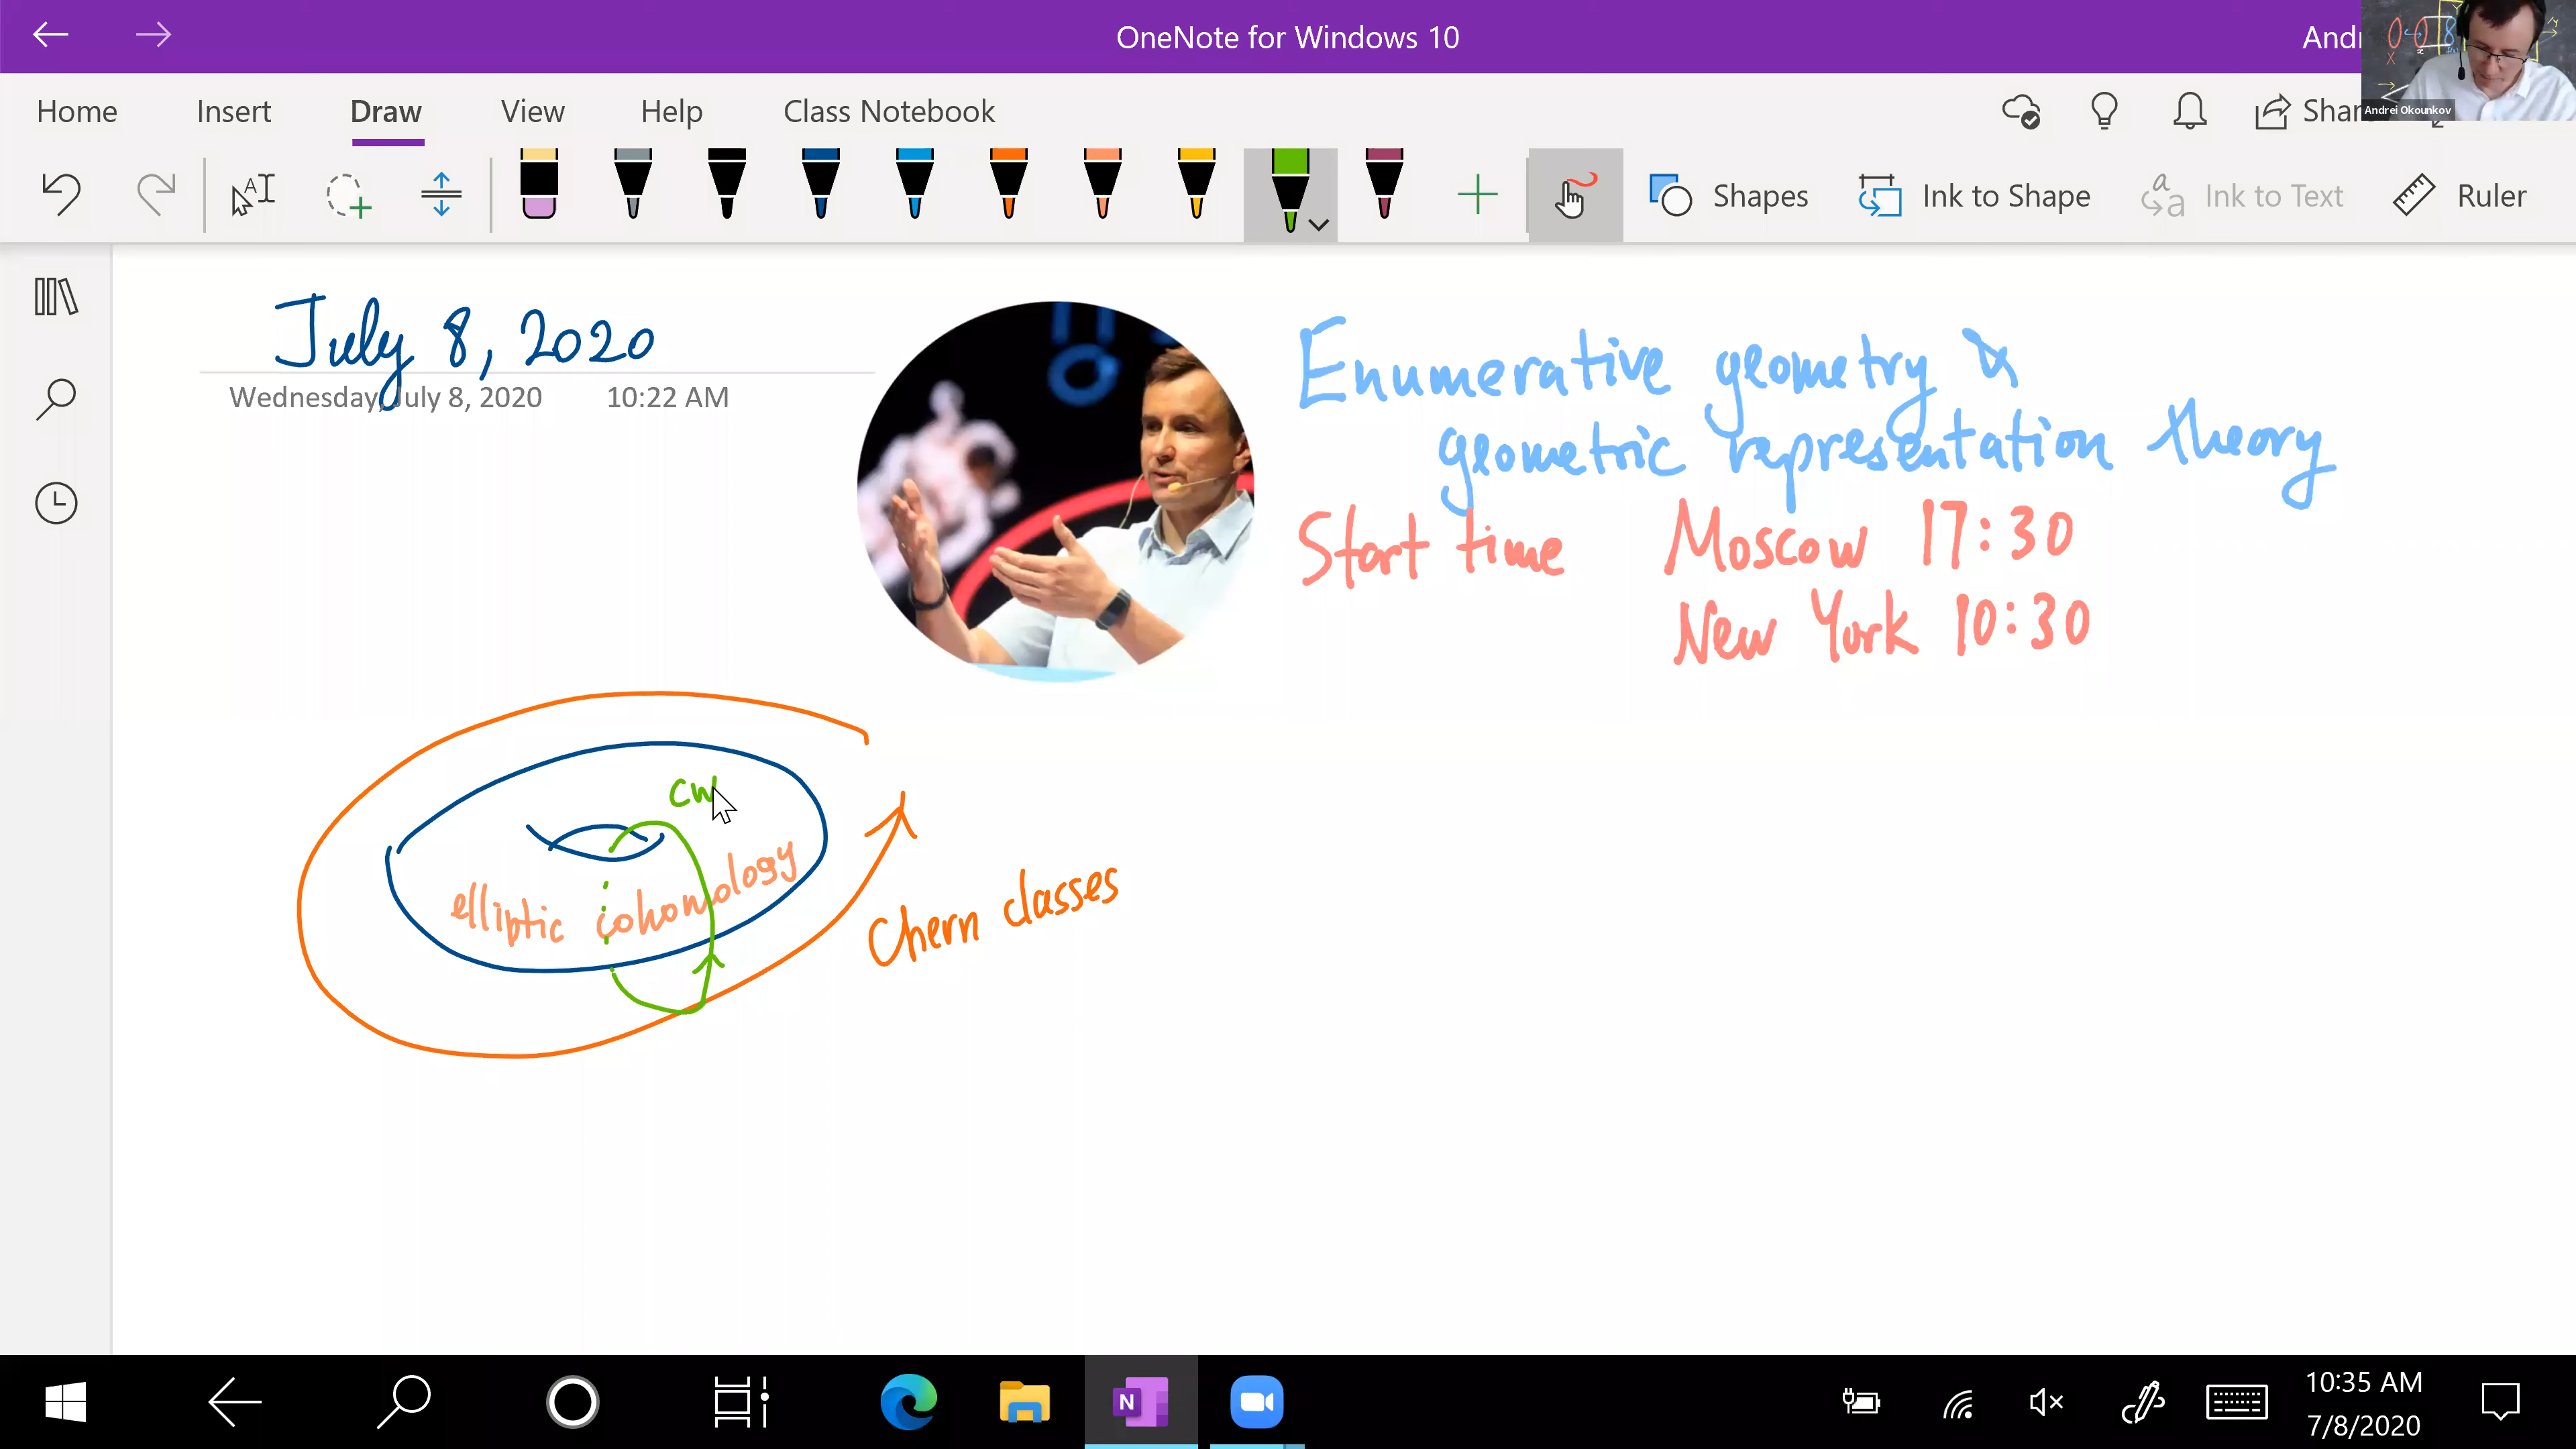 OneNote for Windows 10
Andrei Okounkov
Home Insert Draw View Help Class Notebook
Shapes Ink to Shape Ink to Text Ruler
July 8, 2020
Wednesday, July 8, 2020 10:22 AM
Enumerative geometry &
geometric representation theory
Start time Moscow 17:30
New York 10:30
elliptic cohomology
Chern classes
10:35 AM
7/8/2020